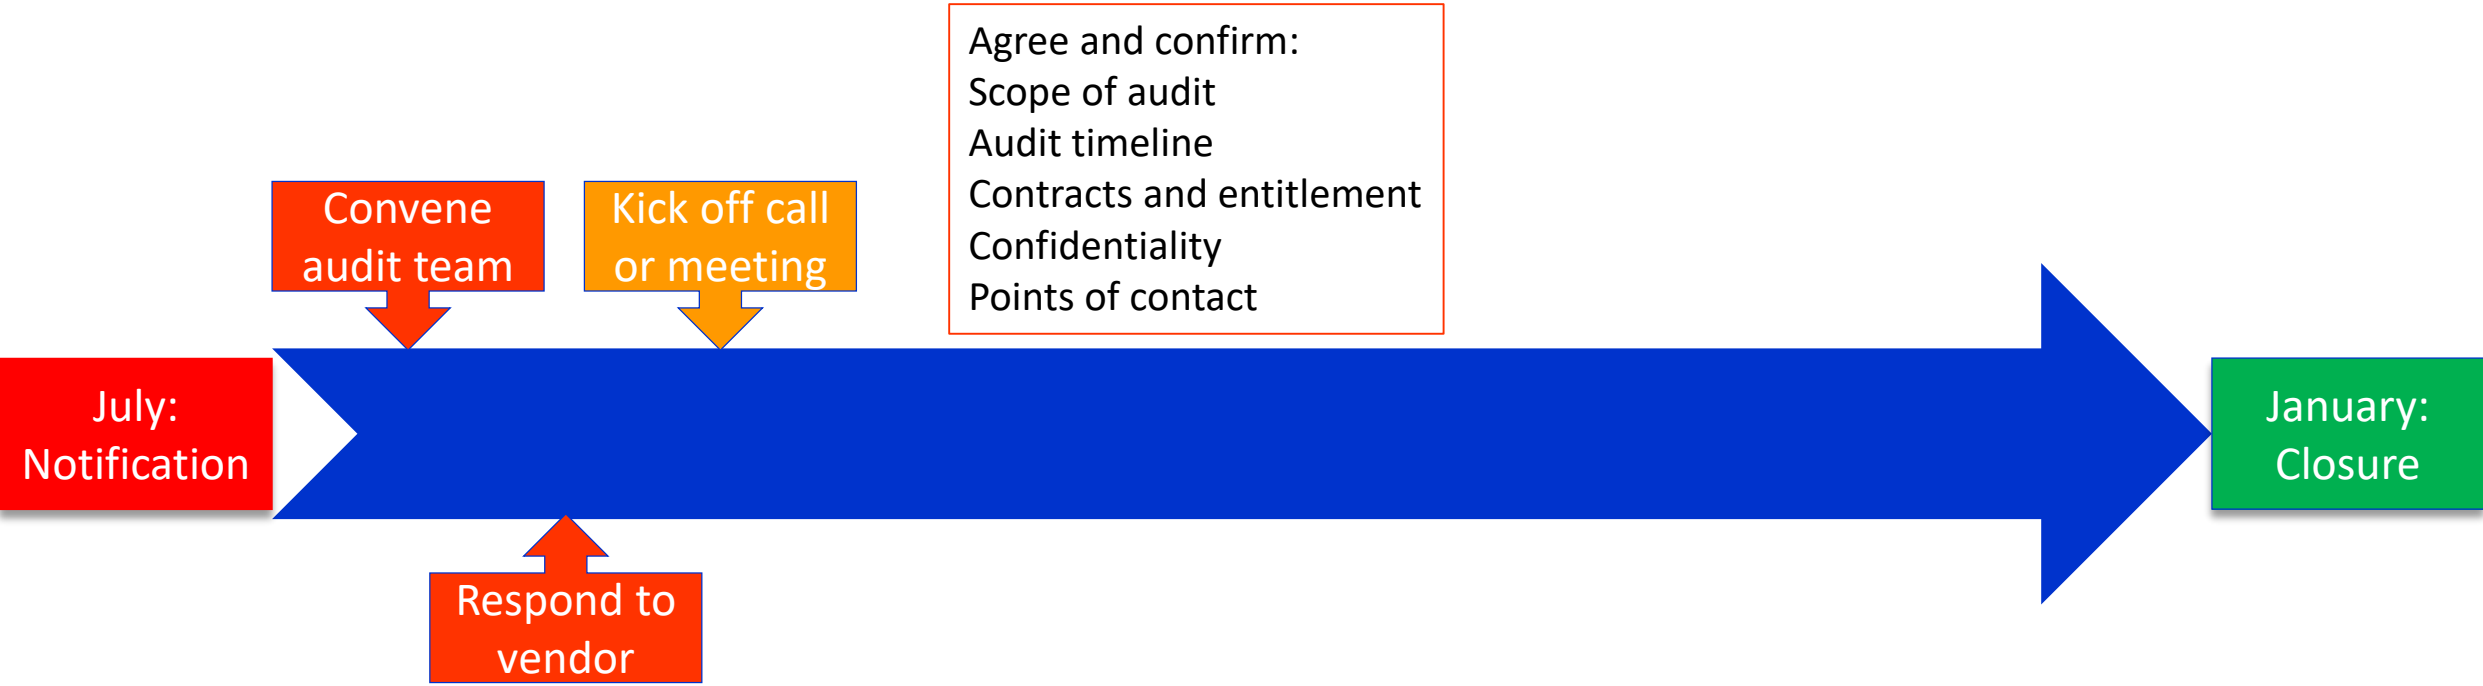 Agree and confirm:
Scope of audit
Audit timeline
Contracts and entitlement
Confidentiality
Points of contact
Convene
audit team
Kick off call
or meeting
July:
Notification
January:
Closure
Respond to
vendor